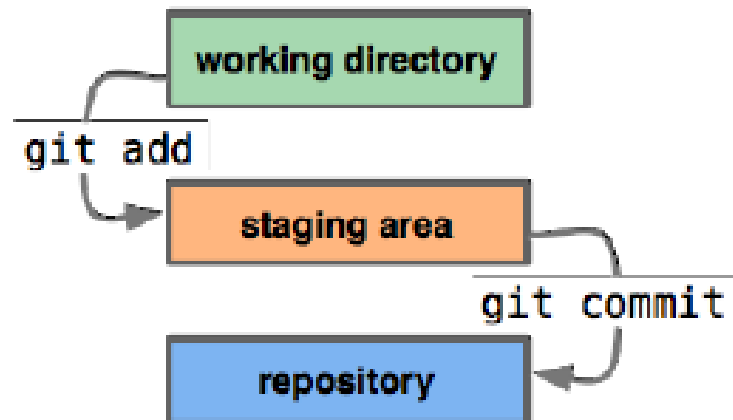 working directory
git add
staging area
git commit
repository